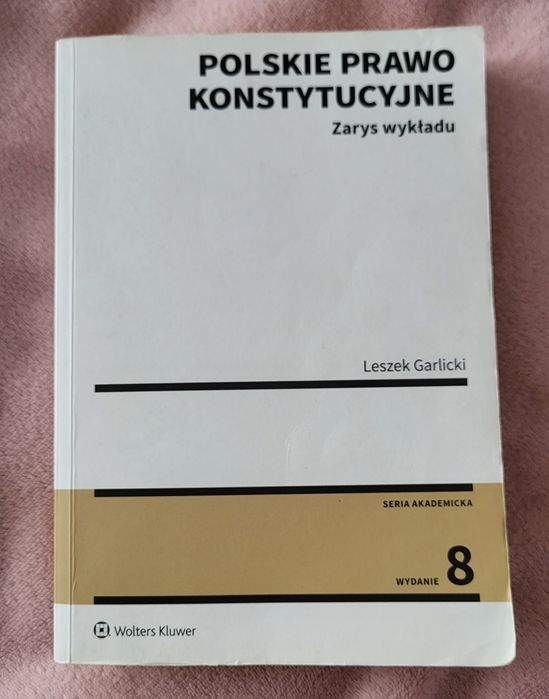 POLSKIE PRAWO
KONSTYTUCYJNE
Zarys wykładu
Leszek Garlicki
SERIA AKADEMICKA
WYDANIE 8
Wolters Kluwer